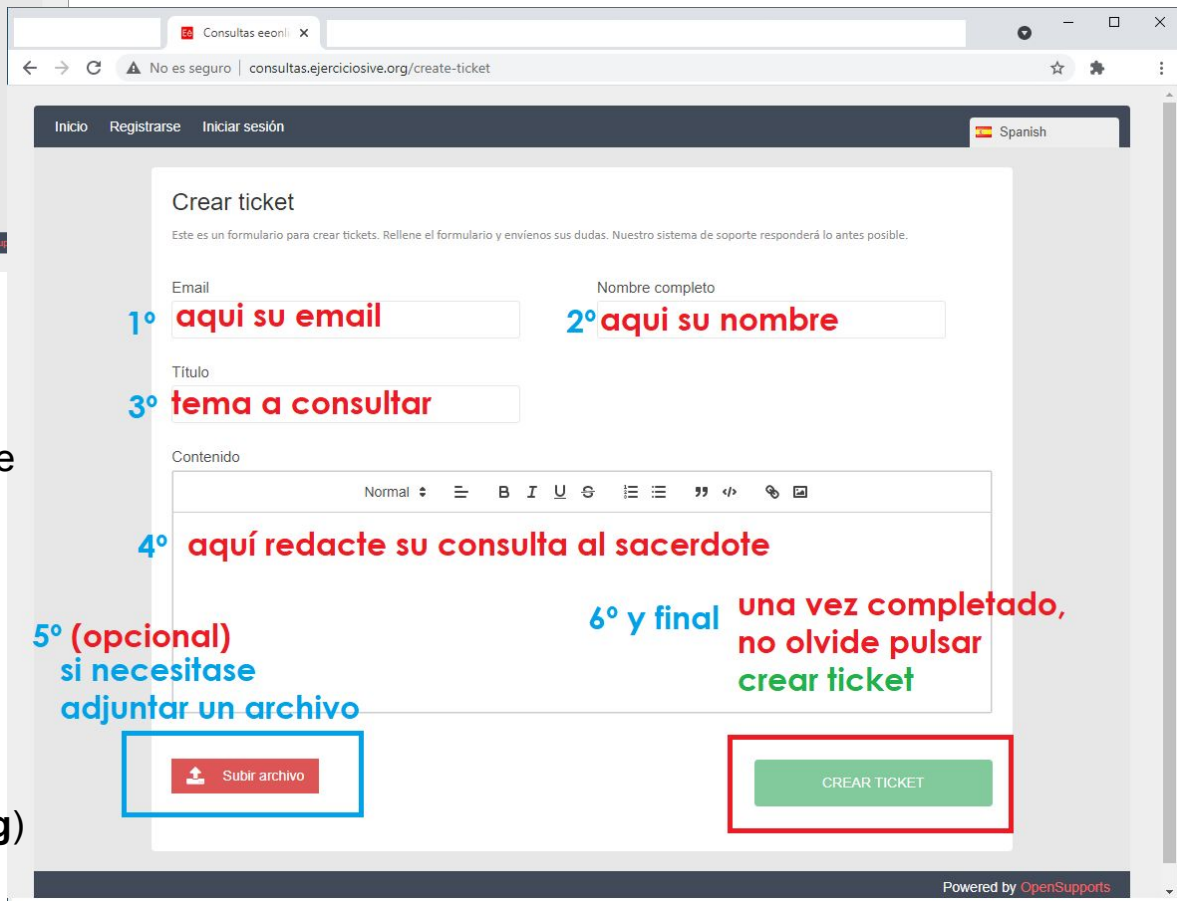 Consultas eeonli
No es seguro | consultas.ejerciciosive.org/create-ticket
Inicio Registrarse Iniciar sesión
Spanish
Crear ticket
Este es un formulario para crear tickets. Rellene el formulario y envíenos sus dudas. Nuestro sistema de soporte responderá lo antes posible.
Email
Nombre completo
1º aqui su email
2º aqui su nombre
Título
3º tema a consultar
Contenido
e
Normal
4º aquí redacte su consulta al sacerdote
6º y final una vez completado,
no olvide pulsar
crear ticket
5º (opcional)
si necesitase
adjuntar un archivo
Subir archivo
CREAR TICKET
g)
Powered by OpenSupports